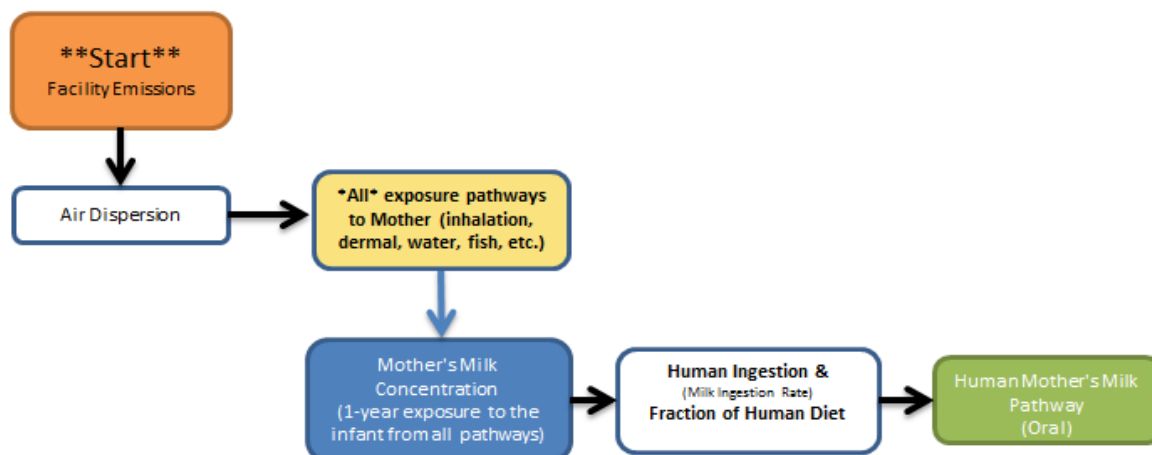 **Start**
Facility Emissions
Air Dispersion
*All* exposure pathways
to Mother (inhalation,
dermal, water, fish, etc.)
Mother's Milk
Concentration
(1-year exposure to the
infant from all pathways)
Human Ingestion &
(Milk Ingestion Rate)
Fraction of Human Diet
Human Mother's Milk
Pathway
(Oral)